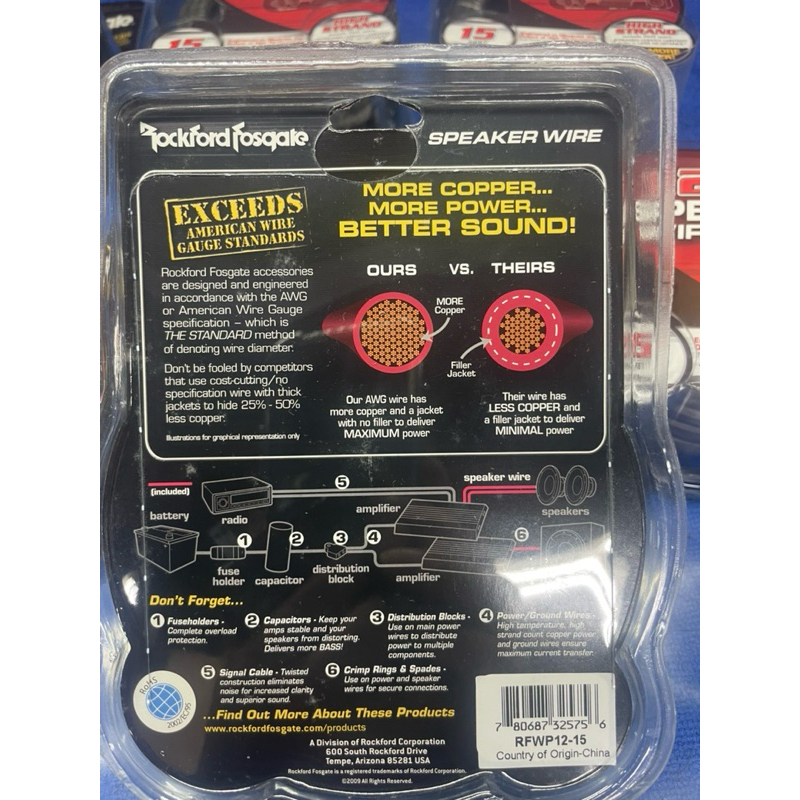 15
HIGH
STRAND
15
HIGH
STRAND
MORE
Rockford Fosgate
SPEAKER WIRE
EXCEEDS
AMERICAN WIRE
GAUGE STANDARDS
MORE COPPER...
MORE POWER...
BETTER SOUND!
Rockford Fosgate accessories
are designed and engineered
in accordance with the AWG
or American Wire Gauge
specification – which is
THE STANDARD method
of denoting wire diameter.
Don't be fooled by competitors
that use cost-cutting/no
specification wire with thick
jackets to hide 25% - 50%
less copper.
Illustrations for graphical representation only
OURS VS. THEIRS
MORE
Copper
Filler
Jacket
Our AWG wire has
more copper and a jacket
with no filler to deliver
MAXIMUM power
Their wire has
LESS COPPER and
a filler jacket to deliver
MINIMAL power
(included)
battery
radio
5
amplifier
speaker wire
speakers
1
fuse
holder
2
capacitor
3
distribution
block
4
amplifier
6
Don't Forget...
1 Fuseholders -
Complete overload
protection.
2 Capacitors - Keep your
amps stable and your
speakers from distorting.
Delivers more BASS!
3 Distribution Blocks -
Use on main power
wires to distribute
power to multiple
components.
4 Power/Ground Wires -
High temperature, high
strand count copper power
and ground wires ensure
maximum current transfer.
5 Signal Cable - Twisted
construction eliminates
noise for increased clarity
and superior sound.
6 Crimp Rings & Spades -
Use on power and speaker
wires for secure connections.
RoHS
2002/95/EC
...Find Out More About These Products
www.rockfordfosgate.com/products
A Division of Rockford Corporation
600 South Rockford Drive
Tempe, Arizona 85281 USA
Rockford Fosgate is a registered trademarks of Rockford Corporation.
©2009 All Rights Reserved.
7 80687 32575 6
RFWP12-15
Country of Origin-China